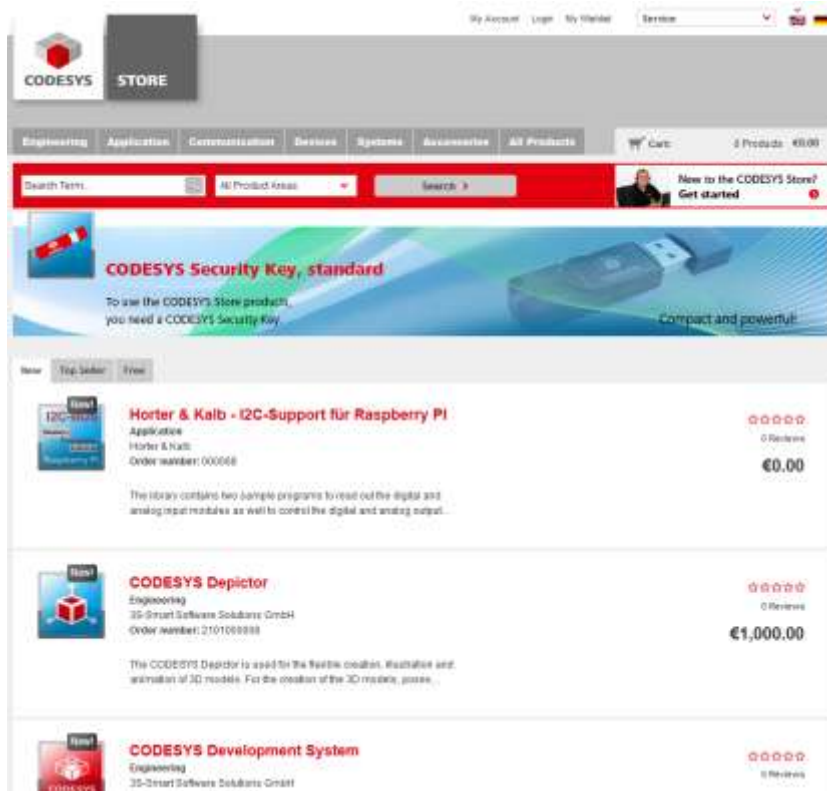 My Account Login My Wishlist Service
CODESYS STORE
Engineering Application Communication Devices Systems Accessories All Products
Cart: 0 Products €0.00
Search Term. All Product Areas Search >
New to the CODESYS Store?
Get started
CODESYS Security Key, standard
To use the CODESYS Store products,
you need a CODESYS Security Key.
Compact and powerful!
New Top Seller Free
New!
Raspberry PI
Horter & Kalb - I2C-Support für Raspberry PI
Application
Horter & Kalb
Order number: 000068
0 Reviews
€0.00
The library contains two sample programs to read out the digital and
analog input modules as well to control the digital and analog output...
New!
CODESYS Depictor
Engineering
3S-Smart Software Solutions GmbH
Order number:
0 Reviews
€1,000.00
The CODESYS Depictor is used for the flexible creation, illustration and
animation of 3D models. For the creation of the 3D models, posee...
New!
CODESYS
CODESYS Development System
Engineering
3S-Smart Software Solutions GmbH
0 Reviews